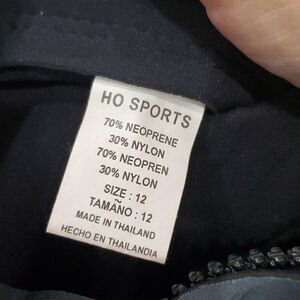 HO SPORTS
70% NEOPRENE
30% NYLON
70% NEOPREN
30% NYLON
SIZE : 12
TAMAÑO : 12
MADE IN THAILAND
HECHO EN THAILANDIA